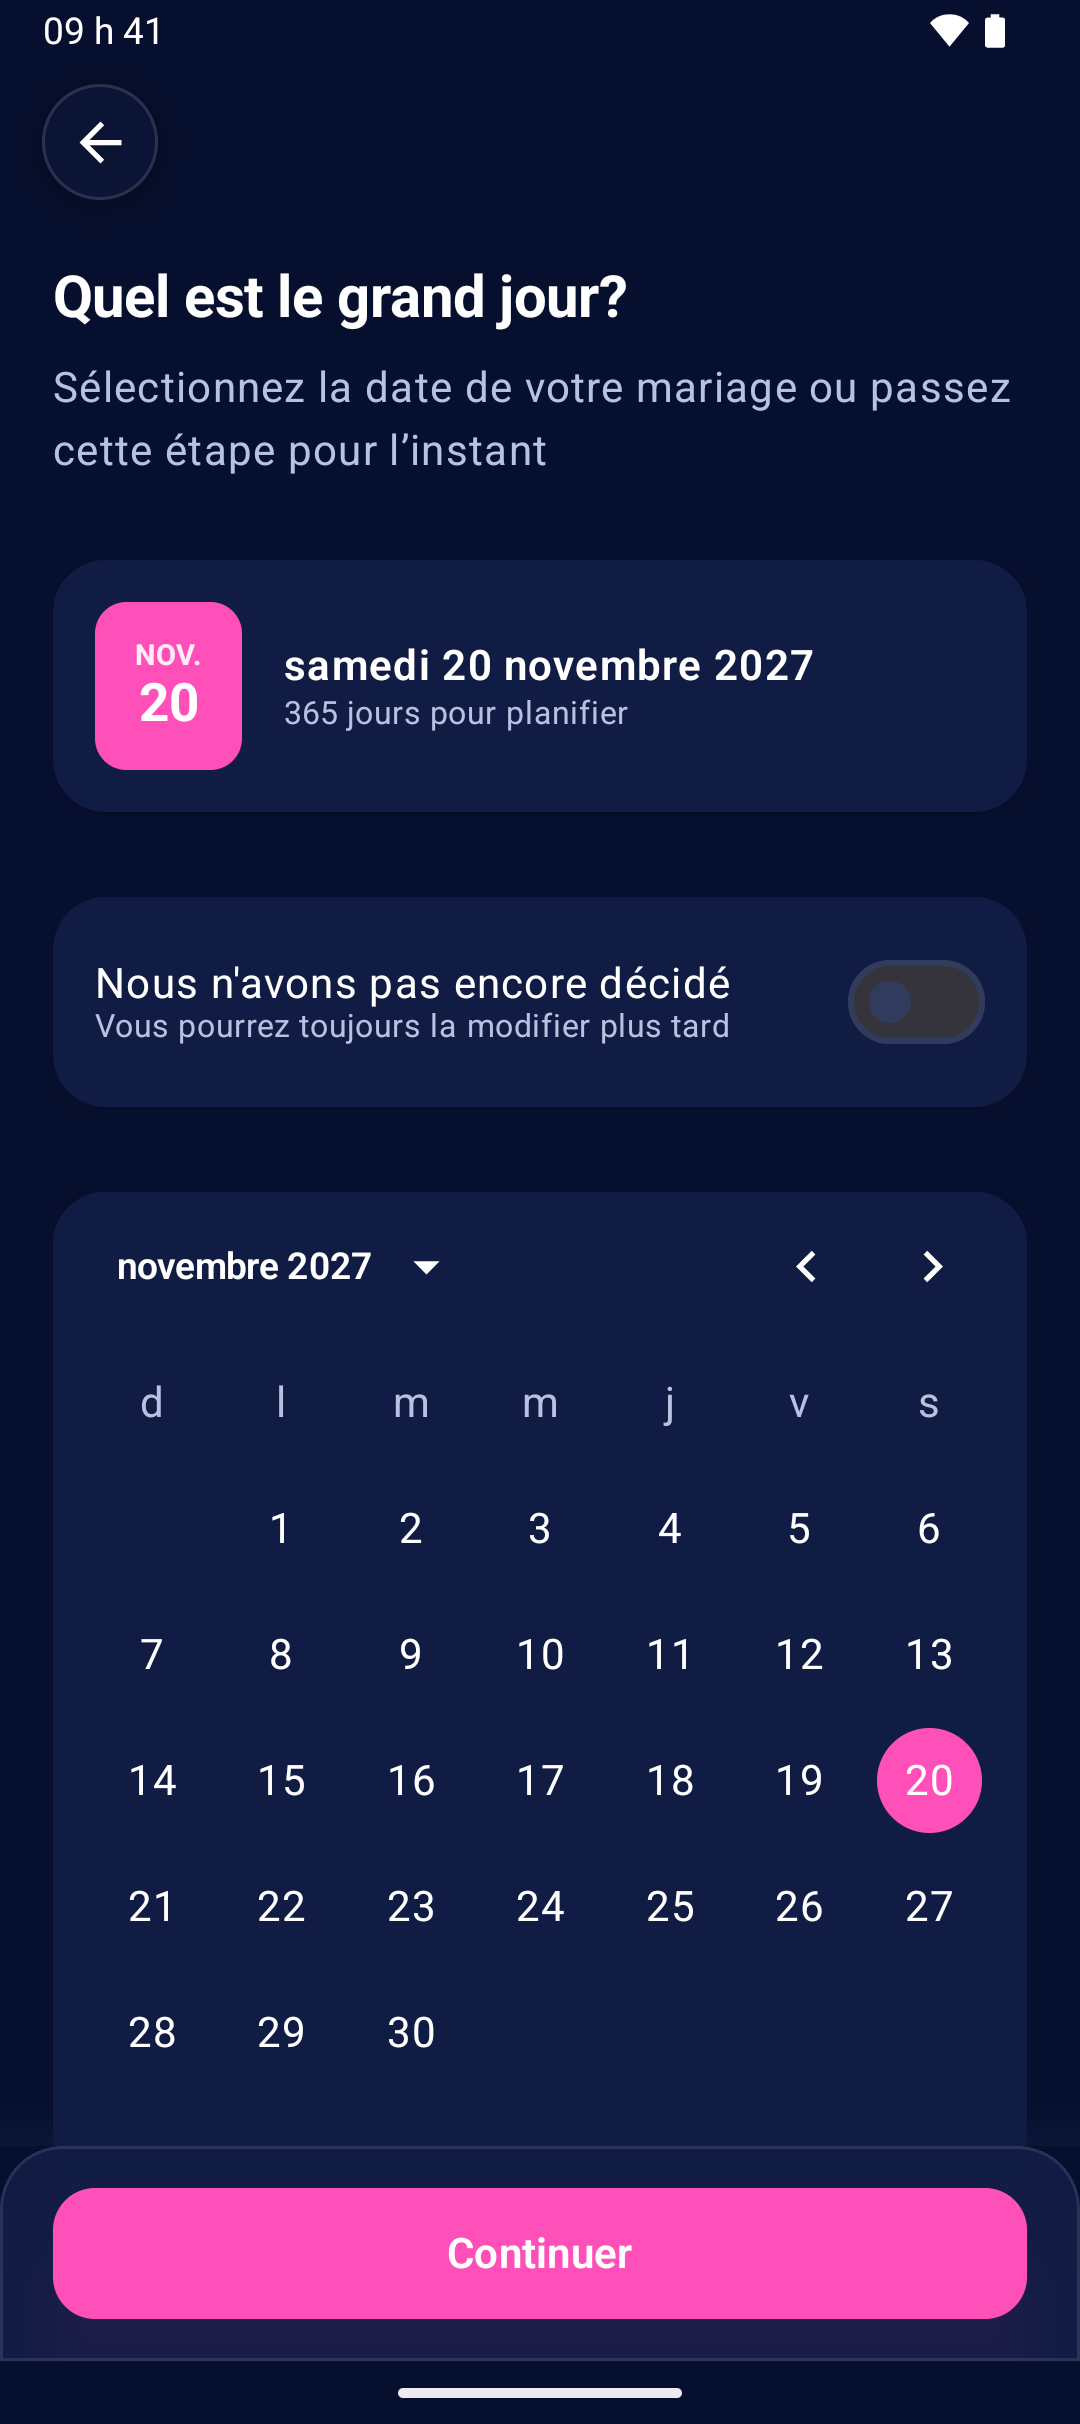 09 h 41
Quel est le grand jour?
Sélectionnez la date de votre mariage ou passez
cette étape pour l’instant
NOV.
20
samedi 20 novembre 2027
365 jours pour planifier
Nous n'avons pas encore décidé
Vous pourrez toujours la modifier plus tard
novembre 2027
d l m m j v s
1 2 3 4 5 6
7 8 9 10 11 12 13
14 15 16 17 18 19 20
21 22 23 24 25 26 27
28 29 30
Continuer